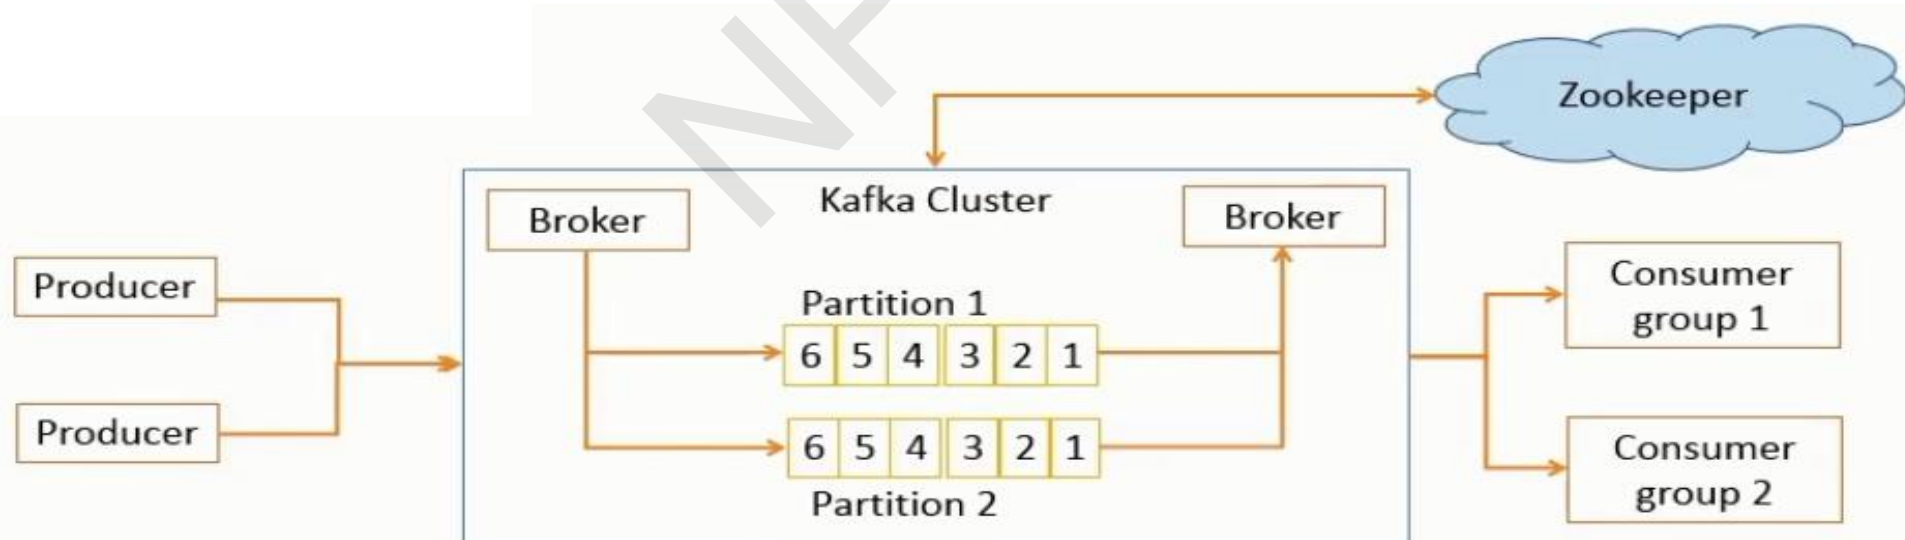 Zookeeper
Kafka Cluster
Broker
Broker
Producer
Producer
Partition 1
6 5 4 3 2 1
6 5 4 3 2 1
Partition 2
Consumer
group 1
Consumer
group 2